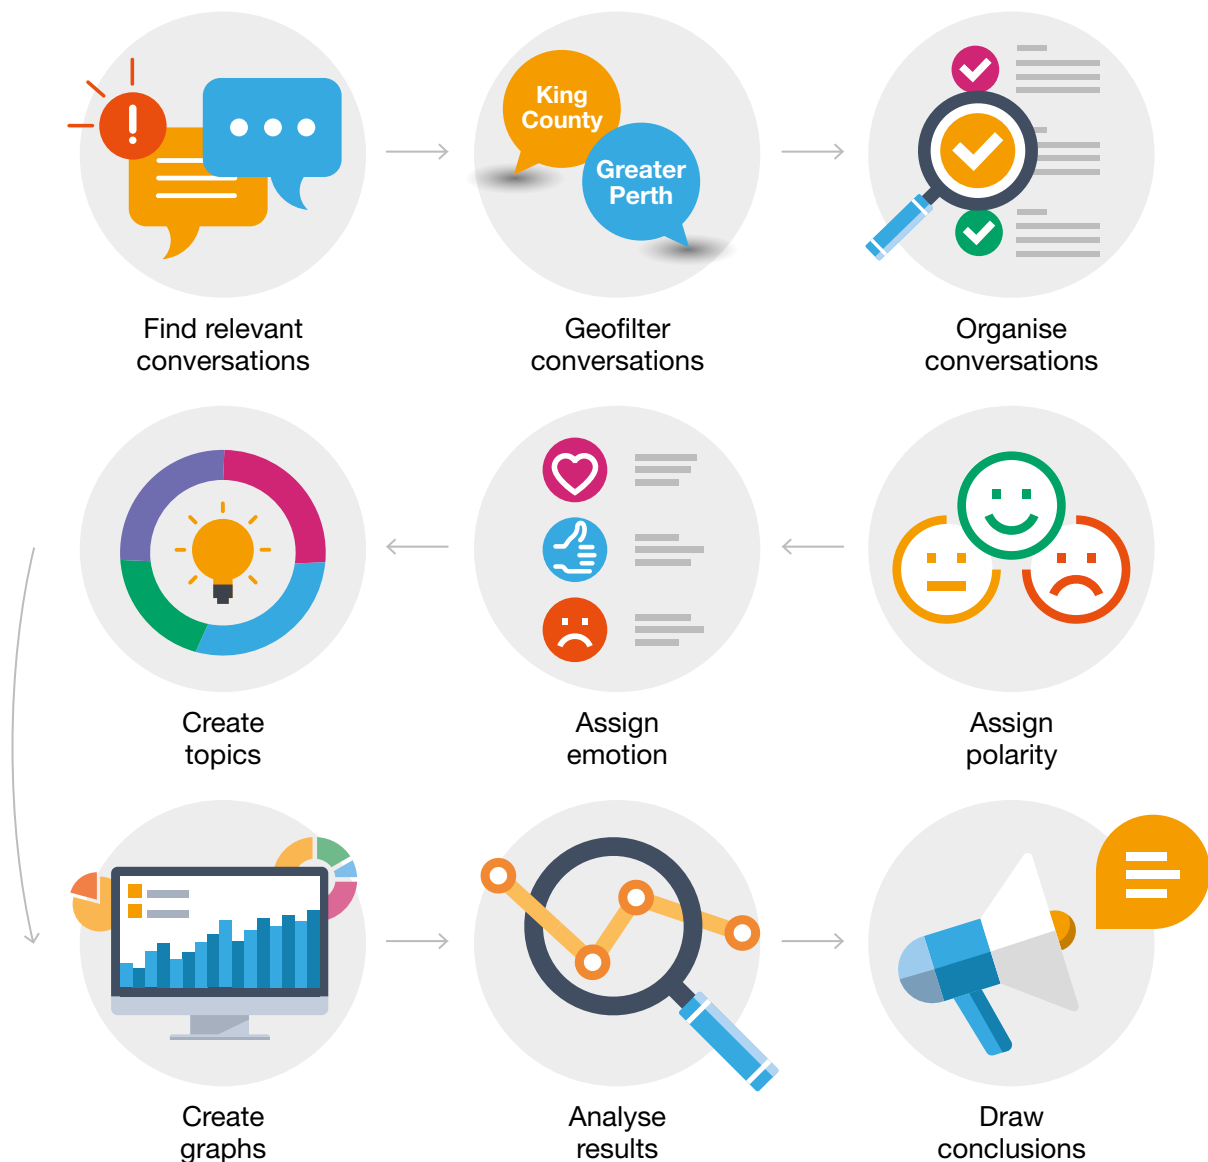 King
County
Greater
Perth
Find relevant
conversations
Geofilter
conversations
Organise
conversations
Create
topics
Assign
emotion
Assign
polarity
Create
graphs
Analyse
results
Draw
conclusions